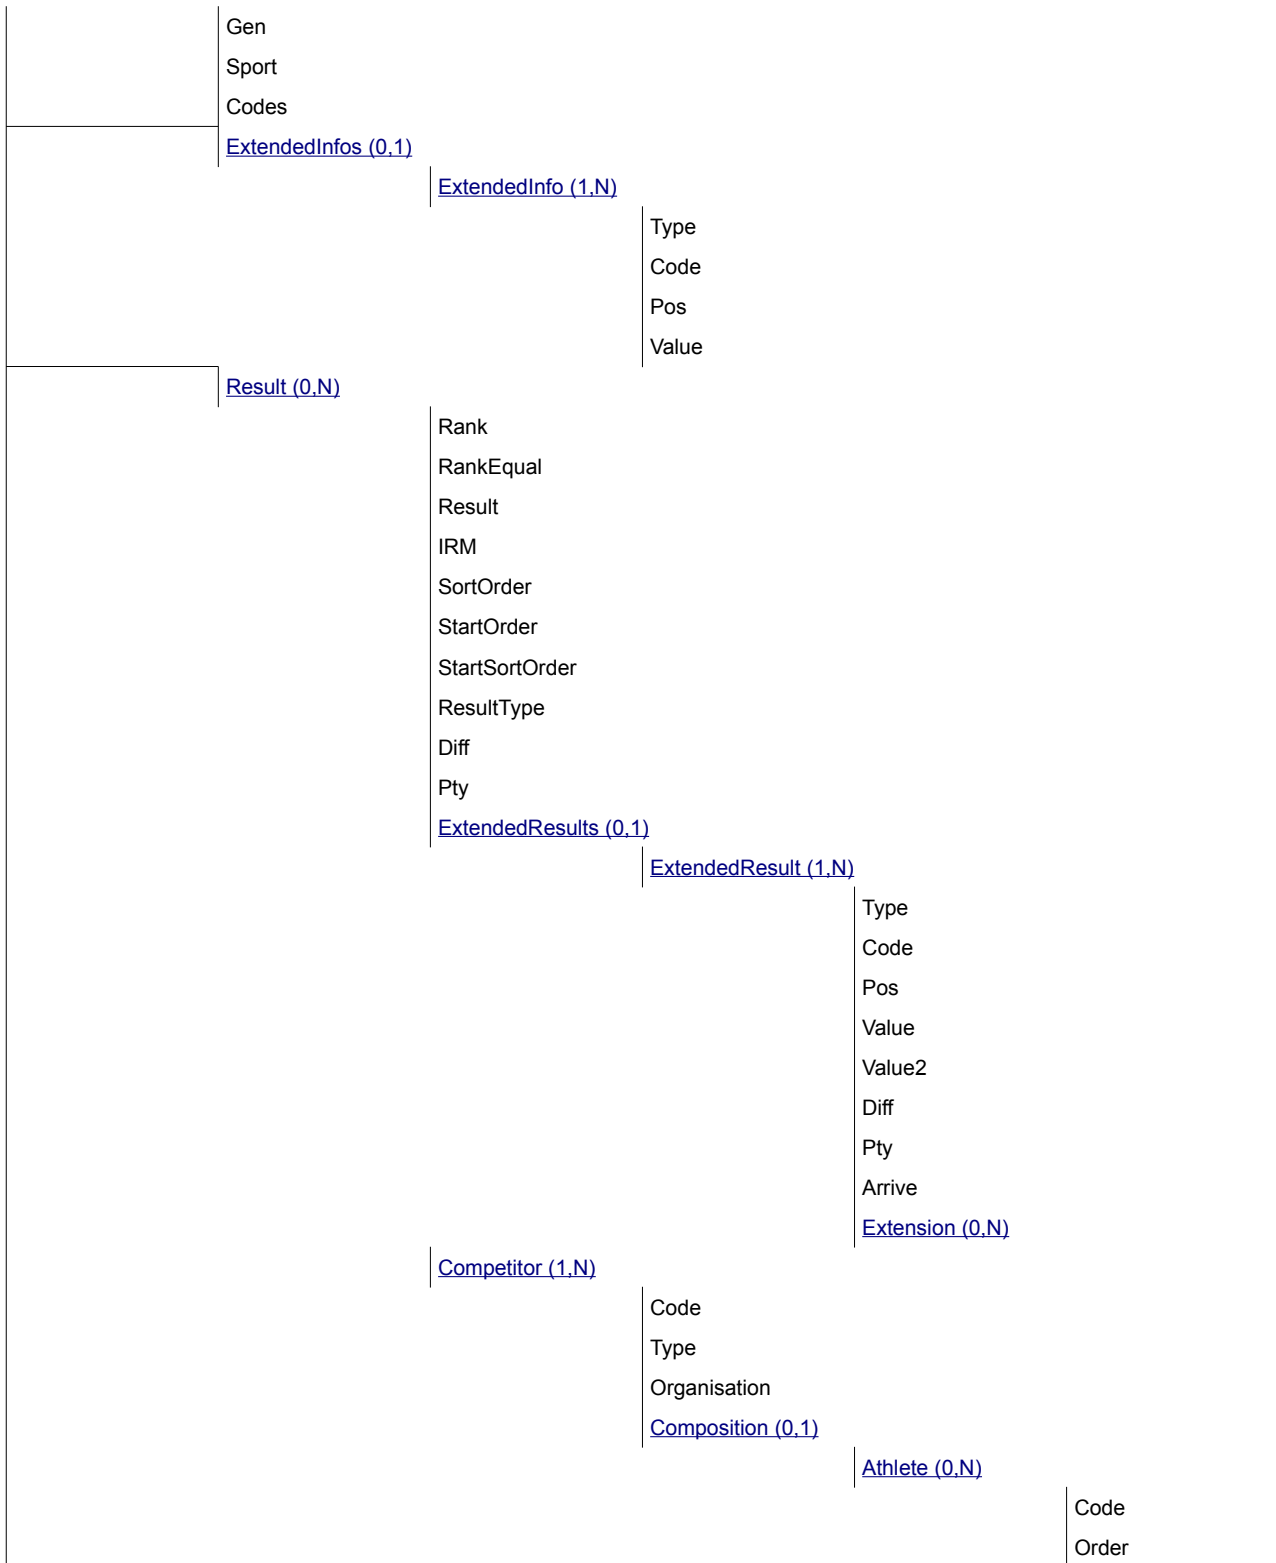 Gen
Sport
Codes
ExtendedInfos (0,1)
ExtendedInfo (1,N)
Type
Code
Pos
Value
Result (0,N)
Rank
RankEqual
Result
IRM
SortOrder
StartOrder
StartSortOrder
ResultType
Diff
Pty
ExtendedResults (0,1)
ExtendedResult (1,N)
Type
Code
Pos
Value
Value2
Diff
Pty
Arrive
Extension (0,N)
Competitor (1,N)
Code
Type
Organisation
Composition (0,1)
Athlete (0,N)
Code
Order